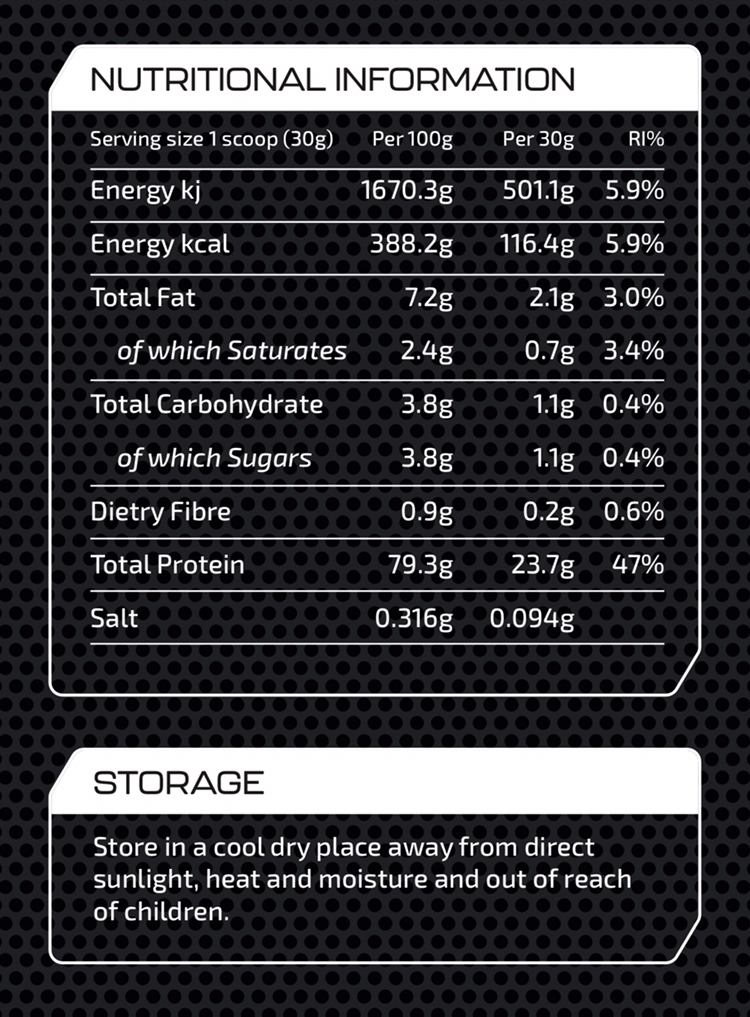 NUTRITIONAL INFORMATION
Serving size 1 scoop (30g) Per 100g Per 30g RI%
Energy kj 1670.3g 501.1g 5.9%
Energy kcal 388.2g 116.4g 5.9%
Total Fat 7.2g 2.1g 3.0%
of which Saturates 2.4g 0.7g 3.4%
Total Carbohydrate 3.8g 1.1g 0.4%
of which Sugars 3.8g 1.1g 0.4%
Dietry Fibre 0.9g 0.2g 0.6%
Total Protein 79.3g 23.7g 47%
Salt 0.316g 0.094g
STORAGE
Store in a cool dry place away from direct
sunlight, heat and moisture and out of reach
of children.